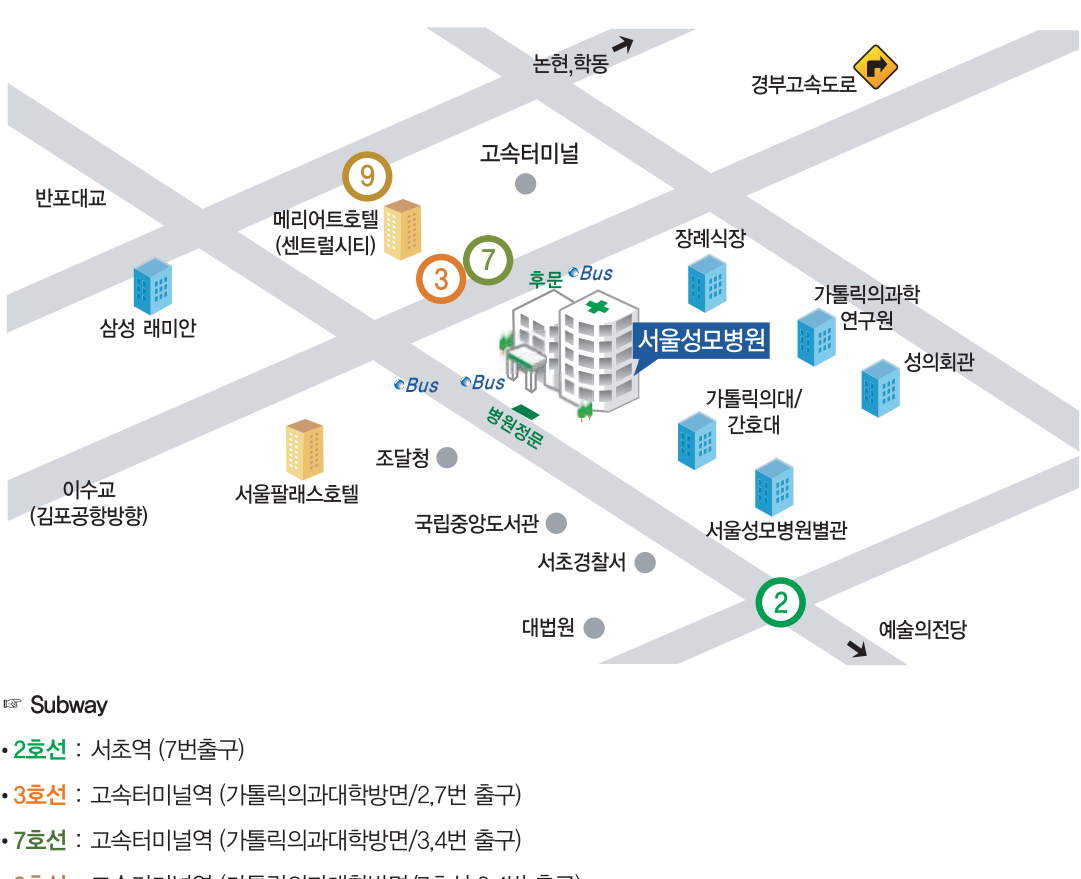 논현,학동
경부고속도로
고속터미널
9
반포대교
메리어트호텔
(센트럴시티)
장례식장
7
3
후문 Bus
삼성 래미안
가톨릭의과학
연구원
서울성모병원
성의회관
Bus
Bus
가톨릭의대/
간호대
병원정문
조달청
이수교
(김포공항방향)
서울팔래스호텔
국립중앙도서관
서울성모병원별관
서초경찰서
2
대법원
예술의전당
☞ Subway
• 2호선 : 서초역 (7번출구)
• 3호선 : 고속터미널역 (가톨릭의과대학방면/2,7번 출구)
• 7호선 : 고속터미널역 (가톨릭의과대학방면/3,4번 출구)